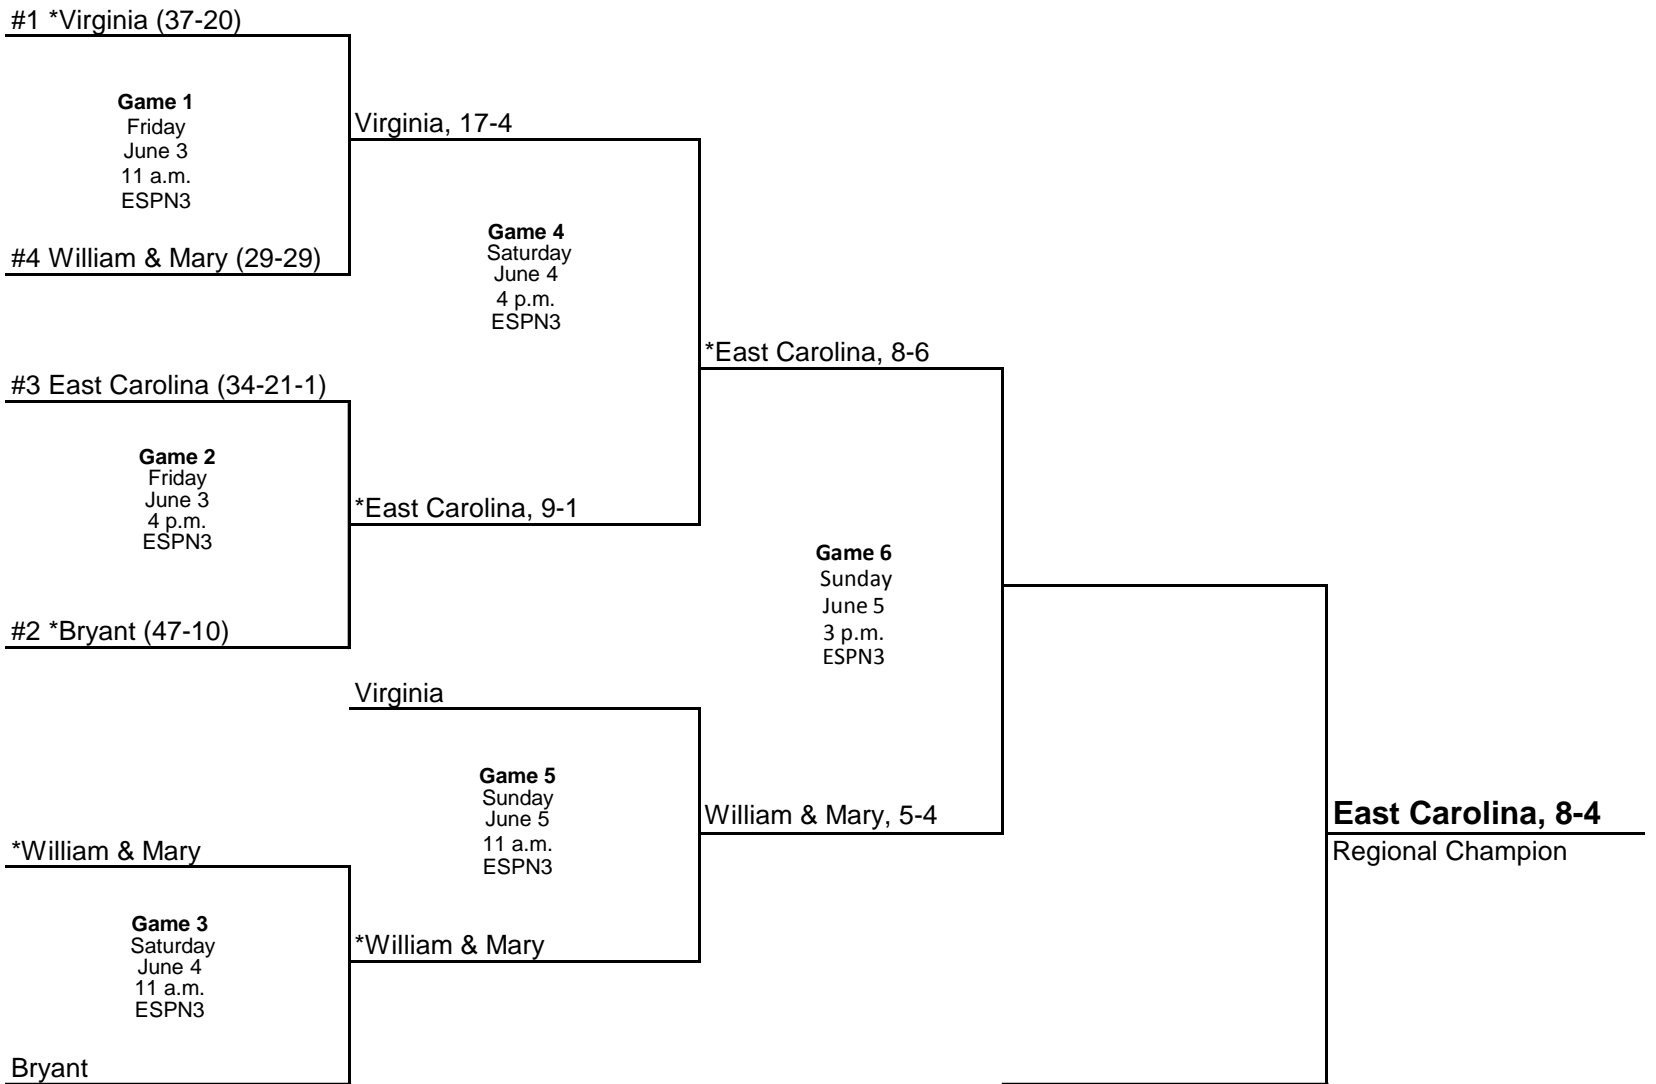 #1 *Virginia (37-20)
Game 1
Friday
June 3
11 a.m.
ESPN3
#4 William & Mary (29-29)
Virginia, 17-4
Game 4
Saturday
June 4
4 p.m.
ESPN3
#3 East Carolina (34-21-1)
Game 2
Friday
June 3
4 p.m.
ESPN3
#2 *Bryant (47-10)
*East Carolina, 9-1
*East Carolina, 8-6
Game 6
Sunday
June 5
3 p.m.
ESPN3
Virginia
Game 5
Sunday
June 5
11 a.m.
ESPN3
William & Mary, 5-4
*William & Mary
Game 3
Saturday
June 4
11 a.m.
ESPN3
Bryant
*William & Mary
East Carolina, 8-4
Regional Champion